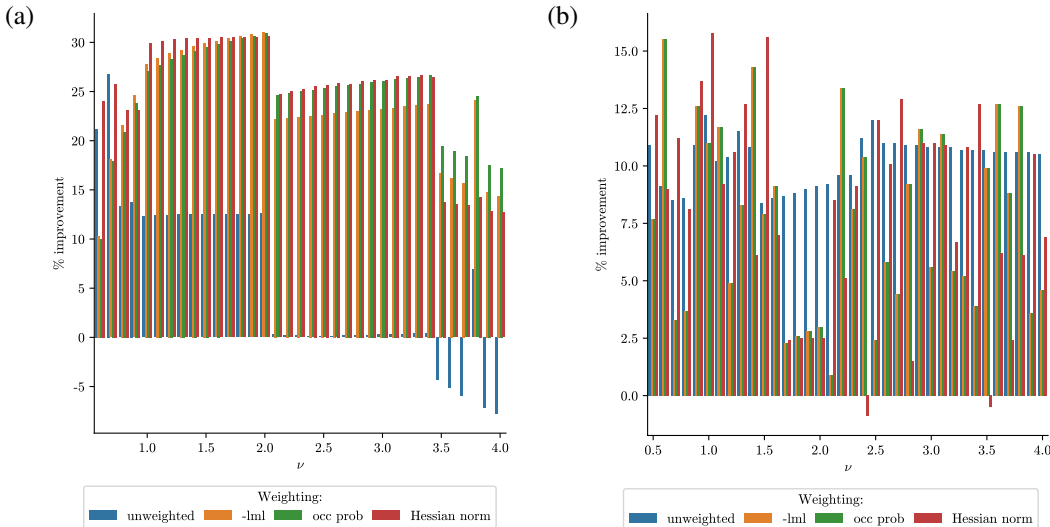 (a)
% improvement
30
25
20
15
10
5
0
-5
1.0 1.5 2.0 2.5 3.0 3.5 4.0
ν
Weighting:
unweighted -lml occ prob Hessian norm
(b)
% improvement
15.0
12.5
10.0
7.5
5.0
2.5
0.0
0.5 1.0 1.5 2.0 2.5 3.0 3.5 4.0
ν
Weighting:
unweighted -lml occ prob Hessian norm